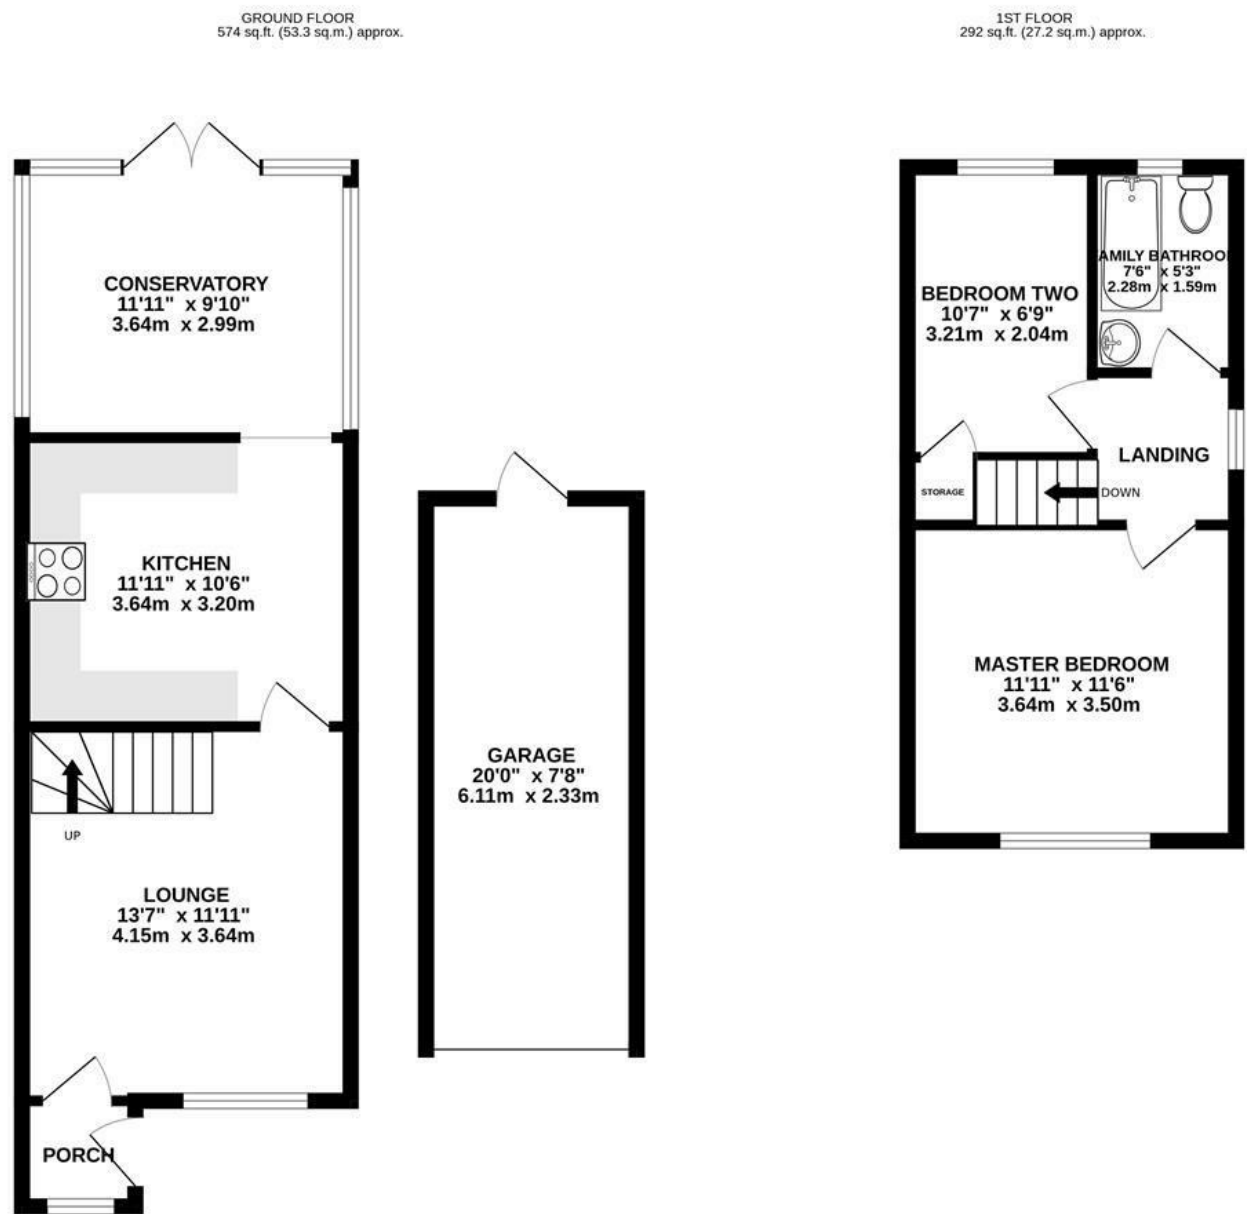 GROUND FLOOR
574 sq.ft. (53.3 sq.m.) approx.
1ST FLOOR
292 sq.ft. (27.2 sq.m.) approx.
CONSERVATORY
11'11" x 9'10"
3.64m x 2.99m
KITCHEN
11'11" x 10'6"
3.64m x 3.20m
UP
LOUNGE
13'7" x 11'11"
4.15m x 3.64m
PORCH
GARAGE
20'0" x 7'8"
6.11m x 2.33m
AMILY BATHROO
7'6" x 5'3"
2.28m x 1.59m
BEDROOM TWO
10'7" x 6'9"
3.21m x 2.04m
LANDING
STORAGE
DOWN
MASTER BEDROOM
11'11" x 11'6"
3.64m x 3.50m